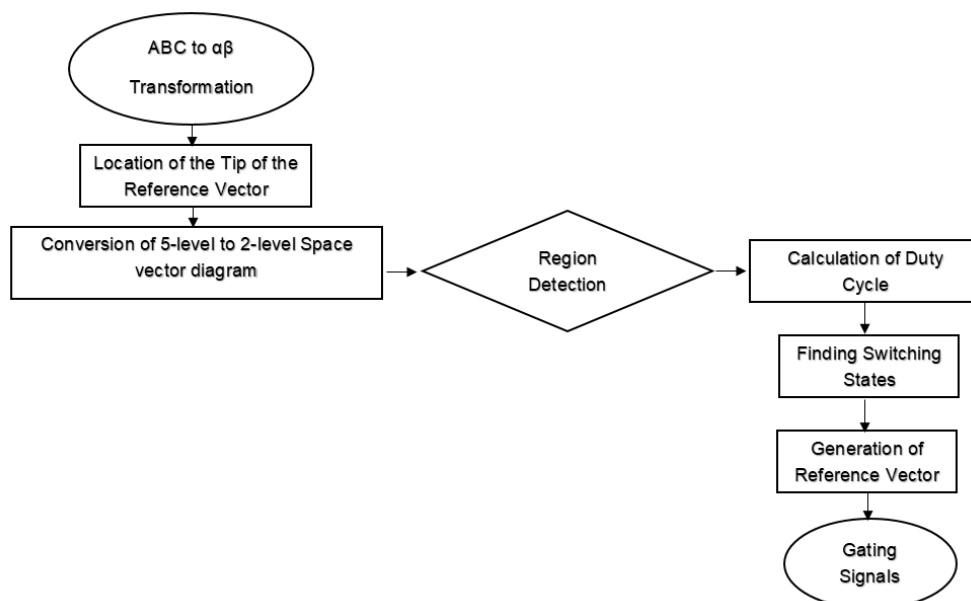 ABC to αβ
Transformation
Location of the Tip of the
Reference Vector
Conversion of 5-level to 2-level Space
vector diagram
Region
Detection
Calculation of Duty
Cycle
Finding Switching
States
Generation of
Reference Vector
Gating
Signals